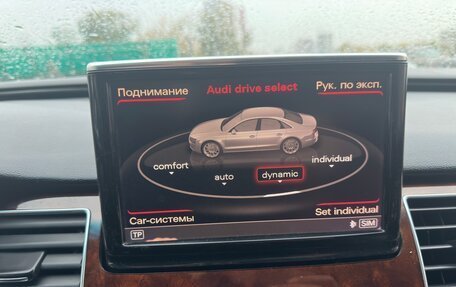 Поднимание
Audi drive select
Рук. по эксп.
comfort
auto
dynamic
individual
Car-системы
Set individual
TP
SIM